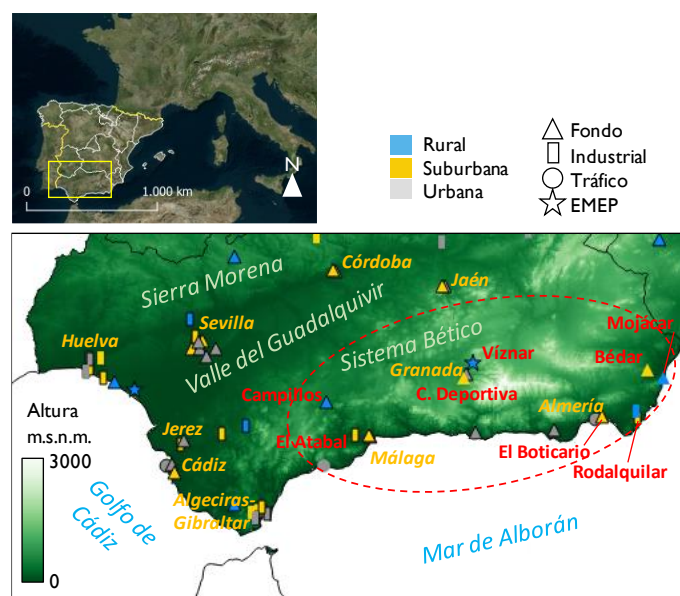 N
0
1.000 km
Rural
Suburbana
Urbana
Fondo
Industrial
Tráfico
EMEP
Sierra Morena
Córdoba
Jaén
Huelva
Sevilla
Valle del Guadalquivir
Sistema Bético
Mojácar
Víznar
Bédar
Granada
C. Deportiva
Campillos
Almería
Altura
m.s.n.m.
3000
0
Jerez
El Atabal
Málaga
El Boticario
Rodalquilar
Cádiz
Algeciras-
Gibraltar
Golfo de
Cádiz
Mar de Alborán